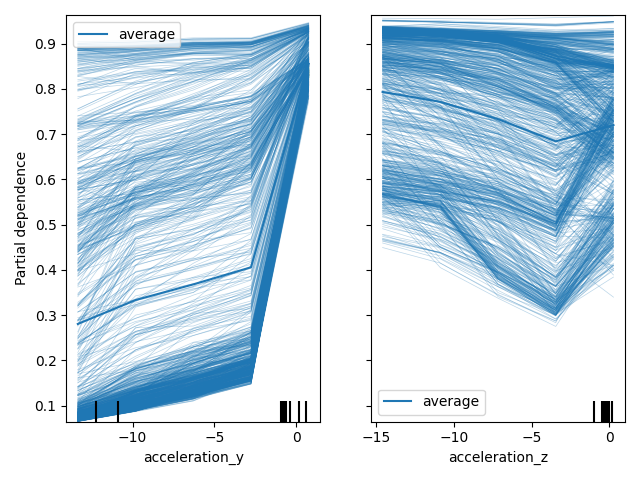 average
0.9
0.8
0.7
0.6
0.5
0.4
0.3
0.2
0.1
Partial dependence
−10 −5 0
acceleration_y
average
−15 −10 −5 0
acceleration_z